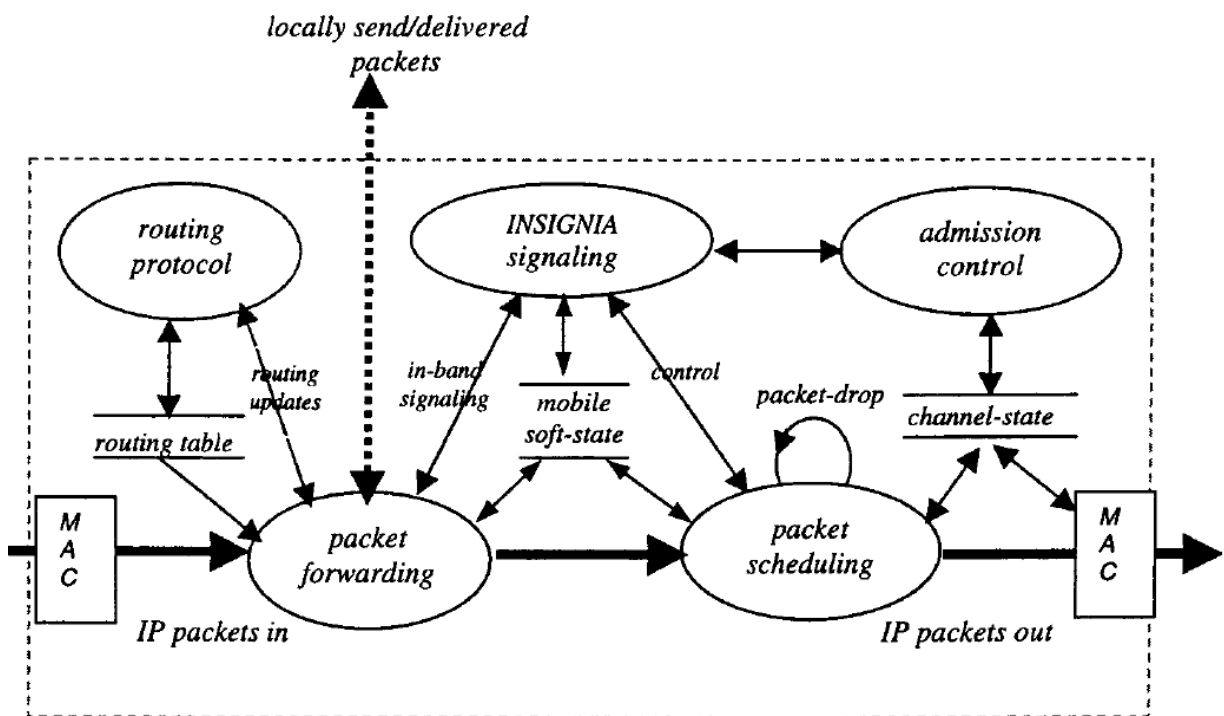 locally send/delivered
packets
routing
protocol
INSIGNIA
signaling
admission
control
routing
updates
in-band
signaling
control
mobile
soft-state
packet-drop
channel-state
routing table
M
A
C
packet
forwarding
packet
scheduling
M
A
C
IP packets in
IP packets out